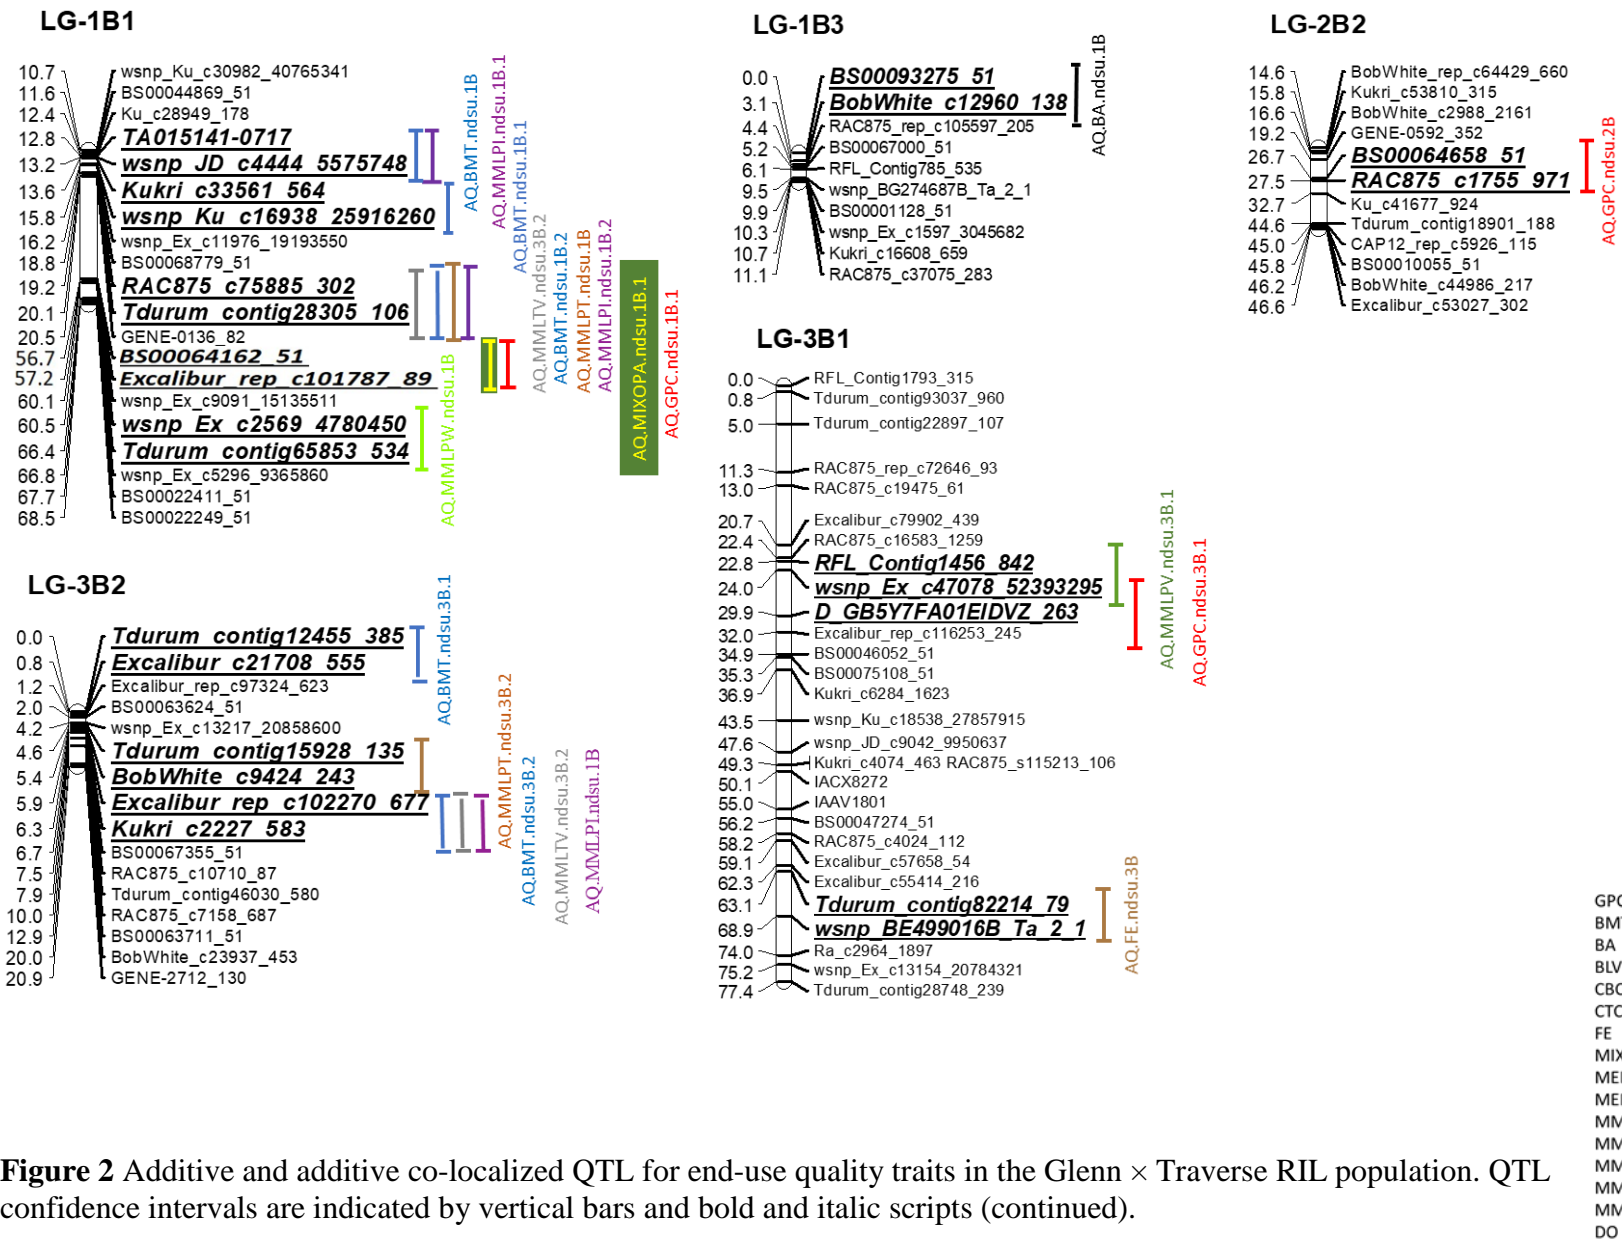 LG-1B1
10.7 wsnp_Ku_c30982_40765341
11.6 BS00044869_51
12.4 Ku_c28949_178
12.8 TA015141-0717
13.2 wsnp_JD_c4444_5575748
13.6 Kukri_c33561_564
15.8 wsnp_Ku_c16938_25916260
16.2 wsnp_Ex_c11976_19193550
18.8 BS00068779_51
19.2 RAC875_c75885_302
20.1 Tdurum_contig28305_106
20.5 GENE-0136_82
56.7 BS00064162_51
57.2 Excalibur_rep_c101787_89
60.1 wsnp_Ex_c9091_15135511
60.5 wsnp_Ex_c2569_4780450
66.4 Tdurum_contig65853_534
66.8 wsnp_Ex_c5296_9365860
67.7 BS00022411_51
68.5 BS00022249_51
AQ.MMLPW.ndsu.1B
AQ.BMT.ndsu.1B
AQ.MMLPI.ndsu.1B.1
AQ.BMT.ndsu.1B.1
AQ.MMLTV.ndsu.3B.2
AQ.BMT.ndsu.1B.2
AQ.MMLPT.ndsu.1B
AQ.MMLPI.ndsu.1B.2
AQ.MIXOPA.ndsu.1B.1
AQ.GPC.ndsu.1B.1
LG-3B2
0.0 Tdurum_contig12455_385
0.8 Excalibur_c21708_555
1.2 Excalibur_rep_c97324_623
2.0 BS00063624_51
4.2 wsnp_Ex_c13217_20858600
4.6 Tdurum_contig15928_135
5.4 BobWhite_c9424_243
5.9 Excalibur_rep_c102270_677
6.3 Kukri_c2227_583
6.7 BS00067355_51
7.5 RAC875_c10710_87
7.9 Tdurum_contig46030_580
10.0 RAC875_c7158_687
12.9 BS00063711_51
20.0 BobWhite_c23937_453
20.9 GENE-2712_130
AQ.BMT.ndsu.3B.1
AQ.MMLPT.ndsu.3B.2
AQ.BMT.ndsu.3B.2
AQ.MMLTV.ndsu.3B.2
AQ.MMLPI.ndsu.1B
LG-1B3
0.0 BS00093275_51
3.1 BobWhite_c12960_138
4.4 RAC875_rep_c105597_205
5.2 BS00067000_51
6.1 RFL_Contig785_535
9.5 wsnp_BG274687B_Ta_2_1
9.9 BS00001128_51
10.3 wsnp_Ex_c1597_3045682
10.7 Kukri_c16608_659
11.1 RAC875_c37075_283
AQ.BA.ndsu.1B
LG-3B1
0.0 RFL_Contig1793_315
0.8 Tdurum_contig93037_960
5.0 Tdurum_contig22897_107
11.3 RAC875_rep_c72646_93
13.0 RAC875_c19475_61
20.7 Excalibur_c79902_439
22.4 RAC875_c16583_1259
22.8 RFL_Contig1456_842
24.0 wsnp_Ex_c47078_52393295
29.9 D_GB5Y7FA01EIDVZ_263
32.0 Excalibur_rep_c116253_245
34.9 BS00046052_51
35.3 BS00075108_51
36.9 Kukri_c6284_1623
43.5 wsnp_Ku_c18538_27857915
47.6 wsnp_JD_c9042_9950637
49.3 Kukri_c4074_463 RAC875_s115213_106
50.1 IACX8272
55.0 IAAV1801
56.2 BS00047274_51
58.2 RAC875_c4024_112
59.1 Excalibur_c57658_54
62.3 Excalibur_c55414_216
63.1 Tdurum_contig82214_79
68.9 wsnp_BE499016B_Ta_2_1
74.0 Ra_c2964_1897
75.2 wsnp_Ex_c13154_20784321
77.4 Tdurum_contig28748_239
AQ.MMLPV.ndsu.3B.1
AQ.GPC.ndsu.3B.1
AQ.FE.ndsu.3B
LG-2B2
14.6 BobWhite_rep_c64429_660
15.8 Kukri_c53810_315
16.6 BobWhite_c2988_2161
19.2 GENE-0592_352
26.7 BS00064658_51
27.5 RAC875_c1755_971
32.7 Ku_c41677_924
44.6 Tdurum_contig18901_188
45.0 CAP12_rep_c5926_115
45.8 BS00010055_51
46.2 BobWhite_c44986_217
46.6 Excalibur_c53027_302
AQ.GPC.ndsu.2B
BA
FE
DO
Figure 2 Additive and additive co-localized QTL for end-use quality traits in the Glenn × Traverse RIL population. QTL
confidence intervals are indicated by vertical bars and bold and italic scripts (continued).